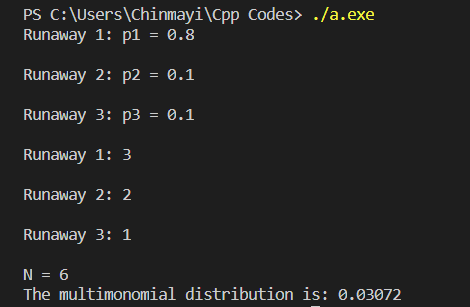 PS C:\Users\Chinmayi\Cpp Codes> ./a.exe
Runaway 1: p1 = 0.8
Runaway 2: p2 = 0.1
Runaway 3: p3 = 0.1
Runaway 1: 3
Runaway 2: 2
Runaway 3: 1
N = 6
The multimonomial distribution is: 0.03072